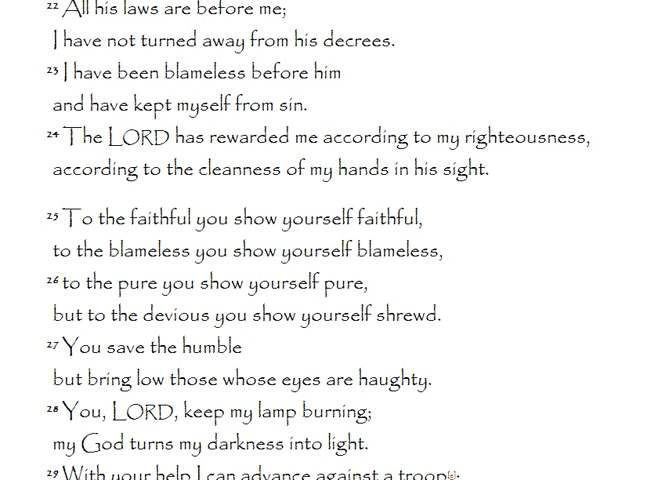 22 All his laws are before me;
I have not turned away from his decrees.
23 I have been blameless before him
and have kept myself from sin.
24 The LORD has rewarded me according to my righteousness,
according to the cleanness of my hands in his sight.
25 To the faithful you show yourself faithful,
to the blameless you show yourself blameless,
26 to the pure you show yourself pure,
but to the devious you show yourself shrewd.
27 You save the humble
but bring low those whose eyes are haughty.
28 You, LORD, keep my lamp burning;
my God turns my darkness into light.
29 With your help I can advance against a troop;